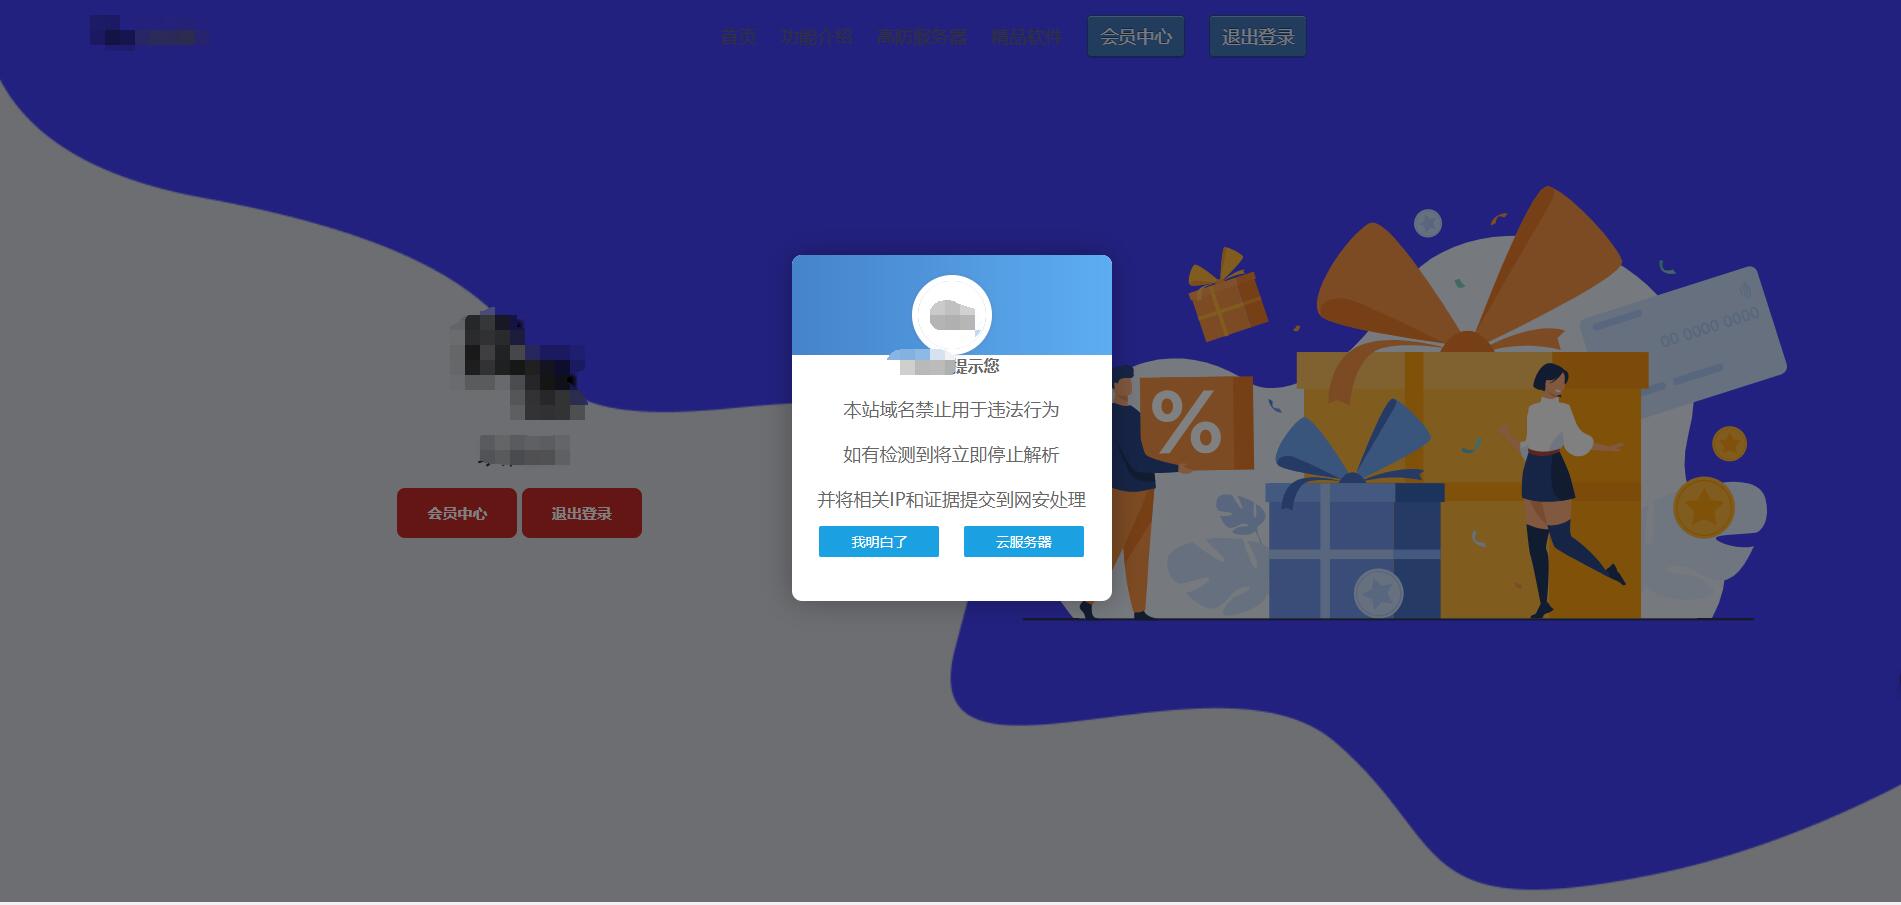 首页 功能介绍 高防服务器 精品软件 会员中心 退出登录
提示您
本站域名禁止用于违法行为
如有检测到将立即停止解析
并将相关IP和证据提交到网安处理
我明白了 云服务器
会员中心 退出登录
00 0000 0000
%